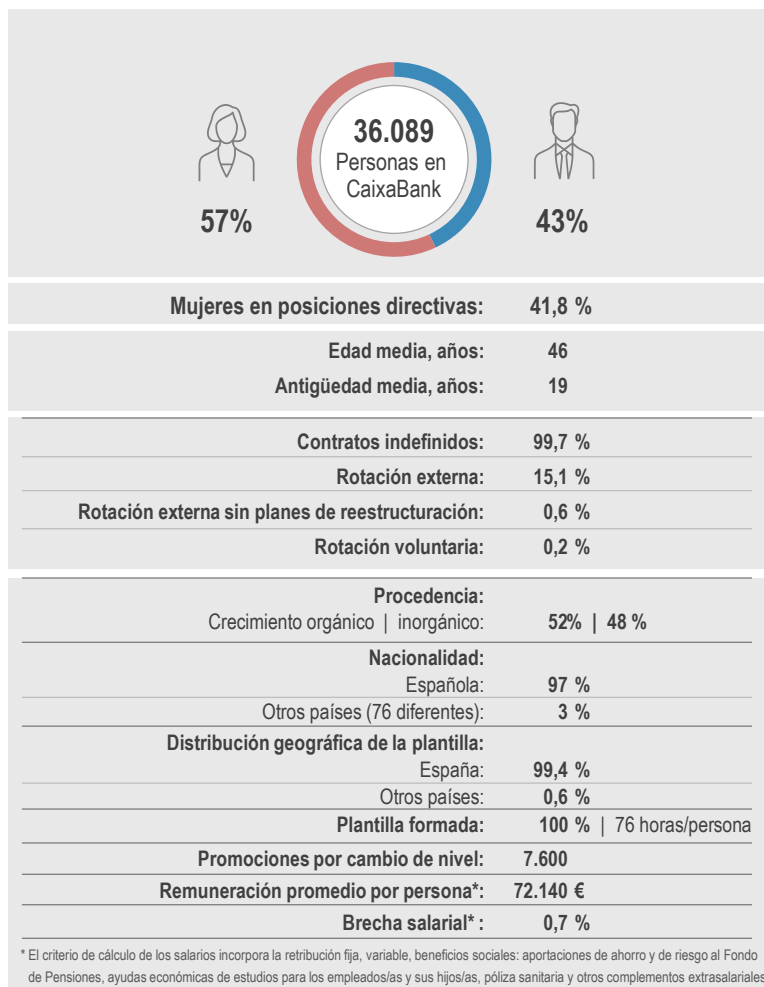 36.089
Personas en
CaixaBank
57%
43%
Mujeres en posiciones directivas: 41,8 %
Edad media, años: 46
Antigüedad media, años: 19
Contratos indefinidos: 99,7 %
Rotación externa: 15,1 %
Rotación externa sin planes de reestructuración: 0,6 %
Rotación voluntaria: 0,2 %
Procedencia:
Crecimiento orgánico | inorgánico: 52% | 48 %
Nacionalidad:
Española: 97 %
Otros países (76 diferentes): 3 %
Distribución geográfica de la plantilla:
España: 99,4 %
Otros países: 0,6 %
Plantilla formada: 100 % | 76 horas/persona
Promociones por cambio de nivel: 7.600
Remuneración promedio por persona*: 72.140 €
Brecha salarial* : 0,7 %
* El criterio de cálculo de los salarios incorpora la retribución fija, variable, beneficios sociales: aportaciones de ahorro y de riesgo al Fondo
de Pensiones, ayudas económicas de estudios para los empleados/as y sus hijos/as, póliza sanitaria y otros complementos extrasalariales